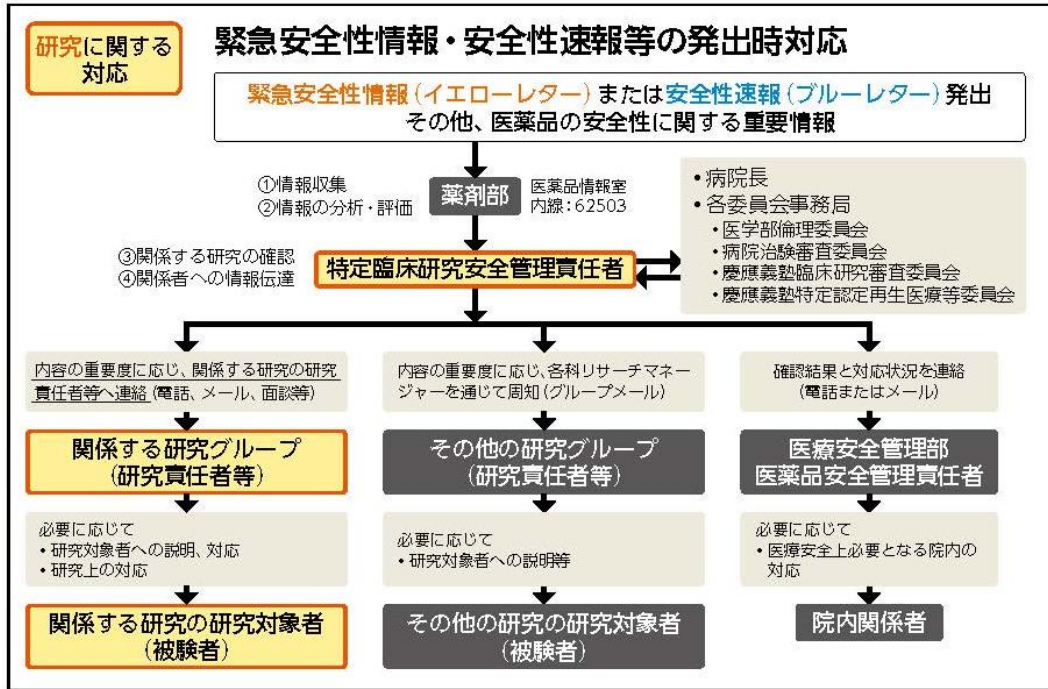 研究に関する
対応
緊急安全性情報・安全性速報等の発出時対応
緊急安全性情報(イエローレター)または安全性速報(ブルーレター)発出
その他、医薬品の安全性に関する重要情報
①情報収集
②情報の分析・評価
薬剤部
医薬品情報室
内線:62503
• 病院長
• 各委員会事務局
• 医学部倫理委員会
• 病院治験審査委員会
• 慶應義塾臨床研究審査委員会
• 慶應義塾特定認定再生医療等委員会
③関係する研究の確認
④関係者への情報伝達
特定臨床研究安全管理責任者
内容の重要度に応じ、関係する研究の研究
責任者等へ連絡(電話、メール、面談等)
関係する研究グループ
(研究責任者等)
必要に応じて
• 研究対象者への説明、対応
• 研究上の対応
関係する研究の研究対象者
(被験者)
内容の重要度に応じ、各科リサーチマネー
ジャーを通じて周知(グループメール)
その他の研究グループ
(研究責任者等)
必要に応じて
• 研究対象者への説明等
その他の研究の研究対象者
(被験者)
確認結果と対応状況を連絡
(電話またはメール)
医療安全管理部
医薬品安全管理責任者
必要に応じて
• 医療安全上必要となる院内の
対応
院内関係者